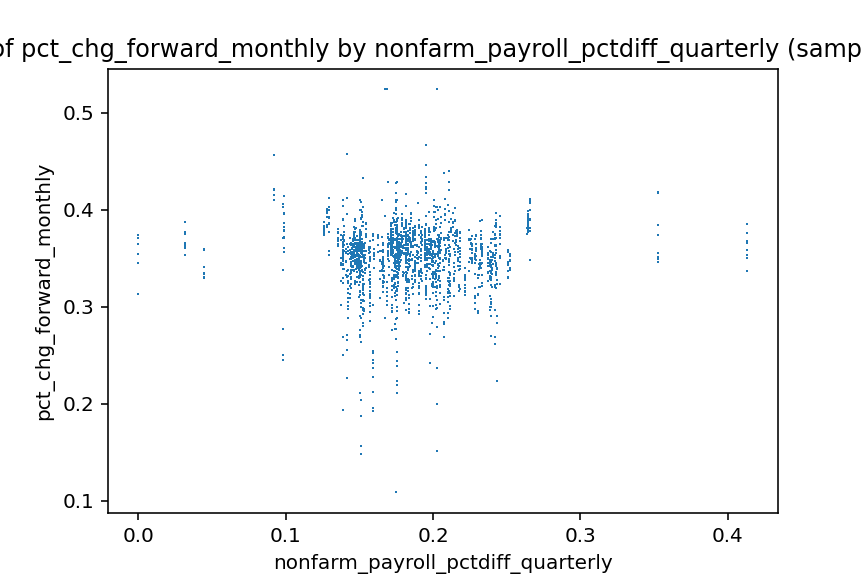 of pct_chg_forward_monthly by nonfarm_payroll_pctdiff_quarterly (samp
0.5
0.4
0.3
0.2
0.1
pct_chg_forward_monthly
0.0 0.1 0.2 0.3 0.4
nonfarm_payroll_pctdiff_quarterly